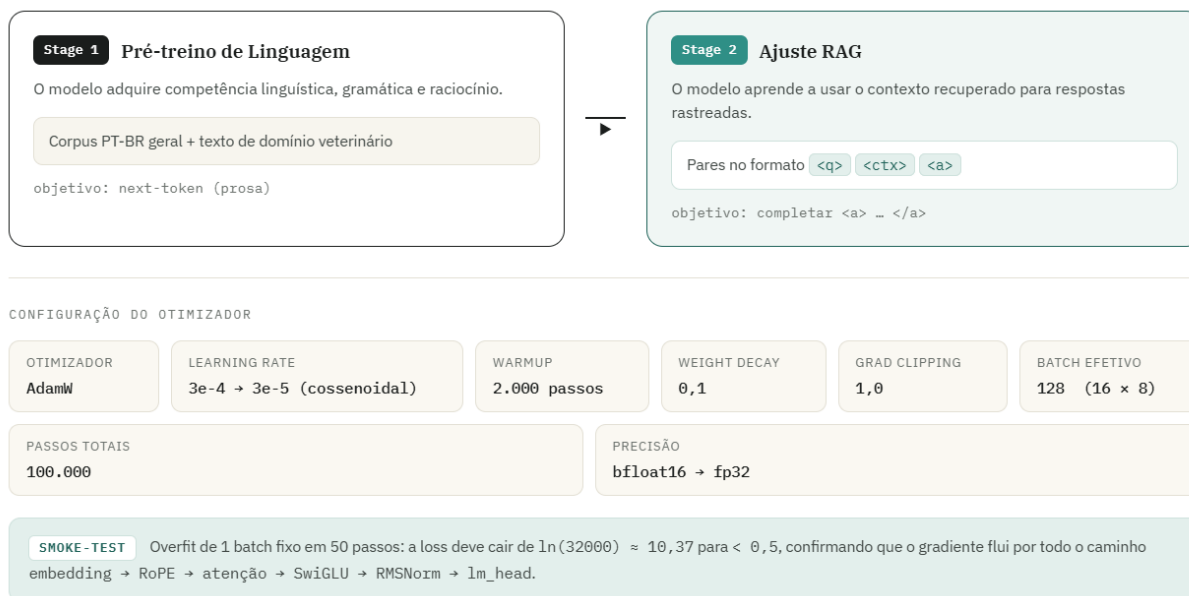 Stage 1 Pré-treino de Linguagem
O modelo adquire competência linguística, gramática e raciocínio.
Corpus PT-BR geral + texto de domínio veterinário
objetivo: next-token (prosa)
Stage 2 Ajuste RAG
O modelo aprende a usar o contexto recuperado para respostas
rastreadas.
Pares no formato <q> <ctx> <a>
objetivo: completar <a> … </a>
CONFIGURAÇÃO DO OTIMIZADOR
OTIMIZADOR
AdamW
LEARNING RATE
3e-4 → 3e-5 (cossenoidal)
WARMUP
2.000 passos
WEIGHT DECAY
0,1
GRAD CLIPPING
1,0
BATCH EFETIVO
128 (16 × 8)
PASSOS TOTAIS
100.000
PRECISÃO
bfloat16 → fp32
SMOKE-TEST Overfit de 1 batch fixo em 50 passos: a loss deve cair de ln(32000) ≈ 10,37 para < 0,5, confirmando que o gradiente flui por todo o caminho
embedding → RoPE → atenção → SwiGLU → RMSNorm → lm_head.